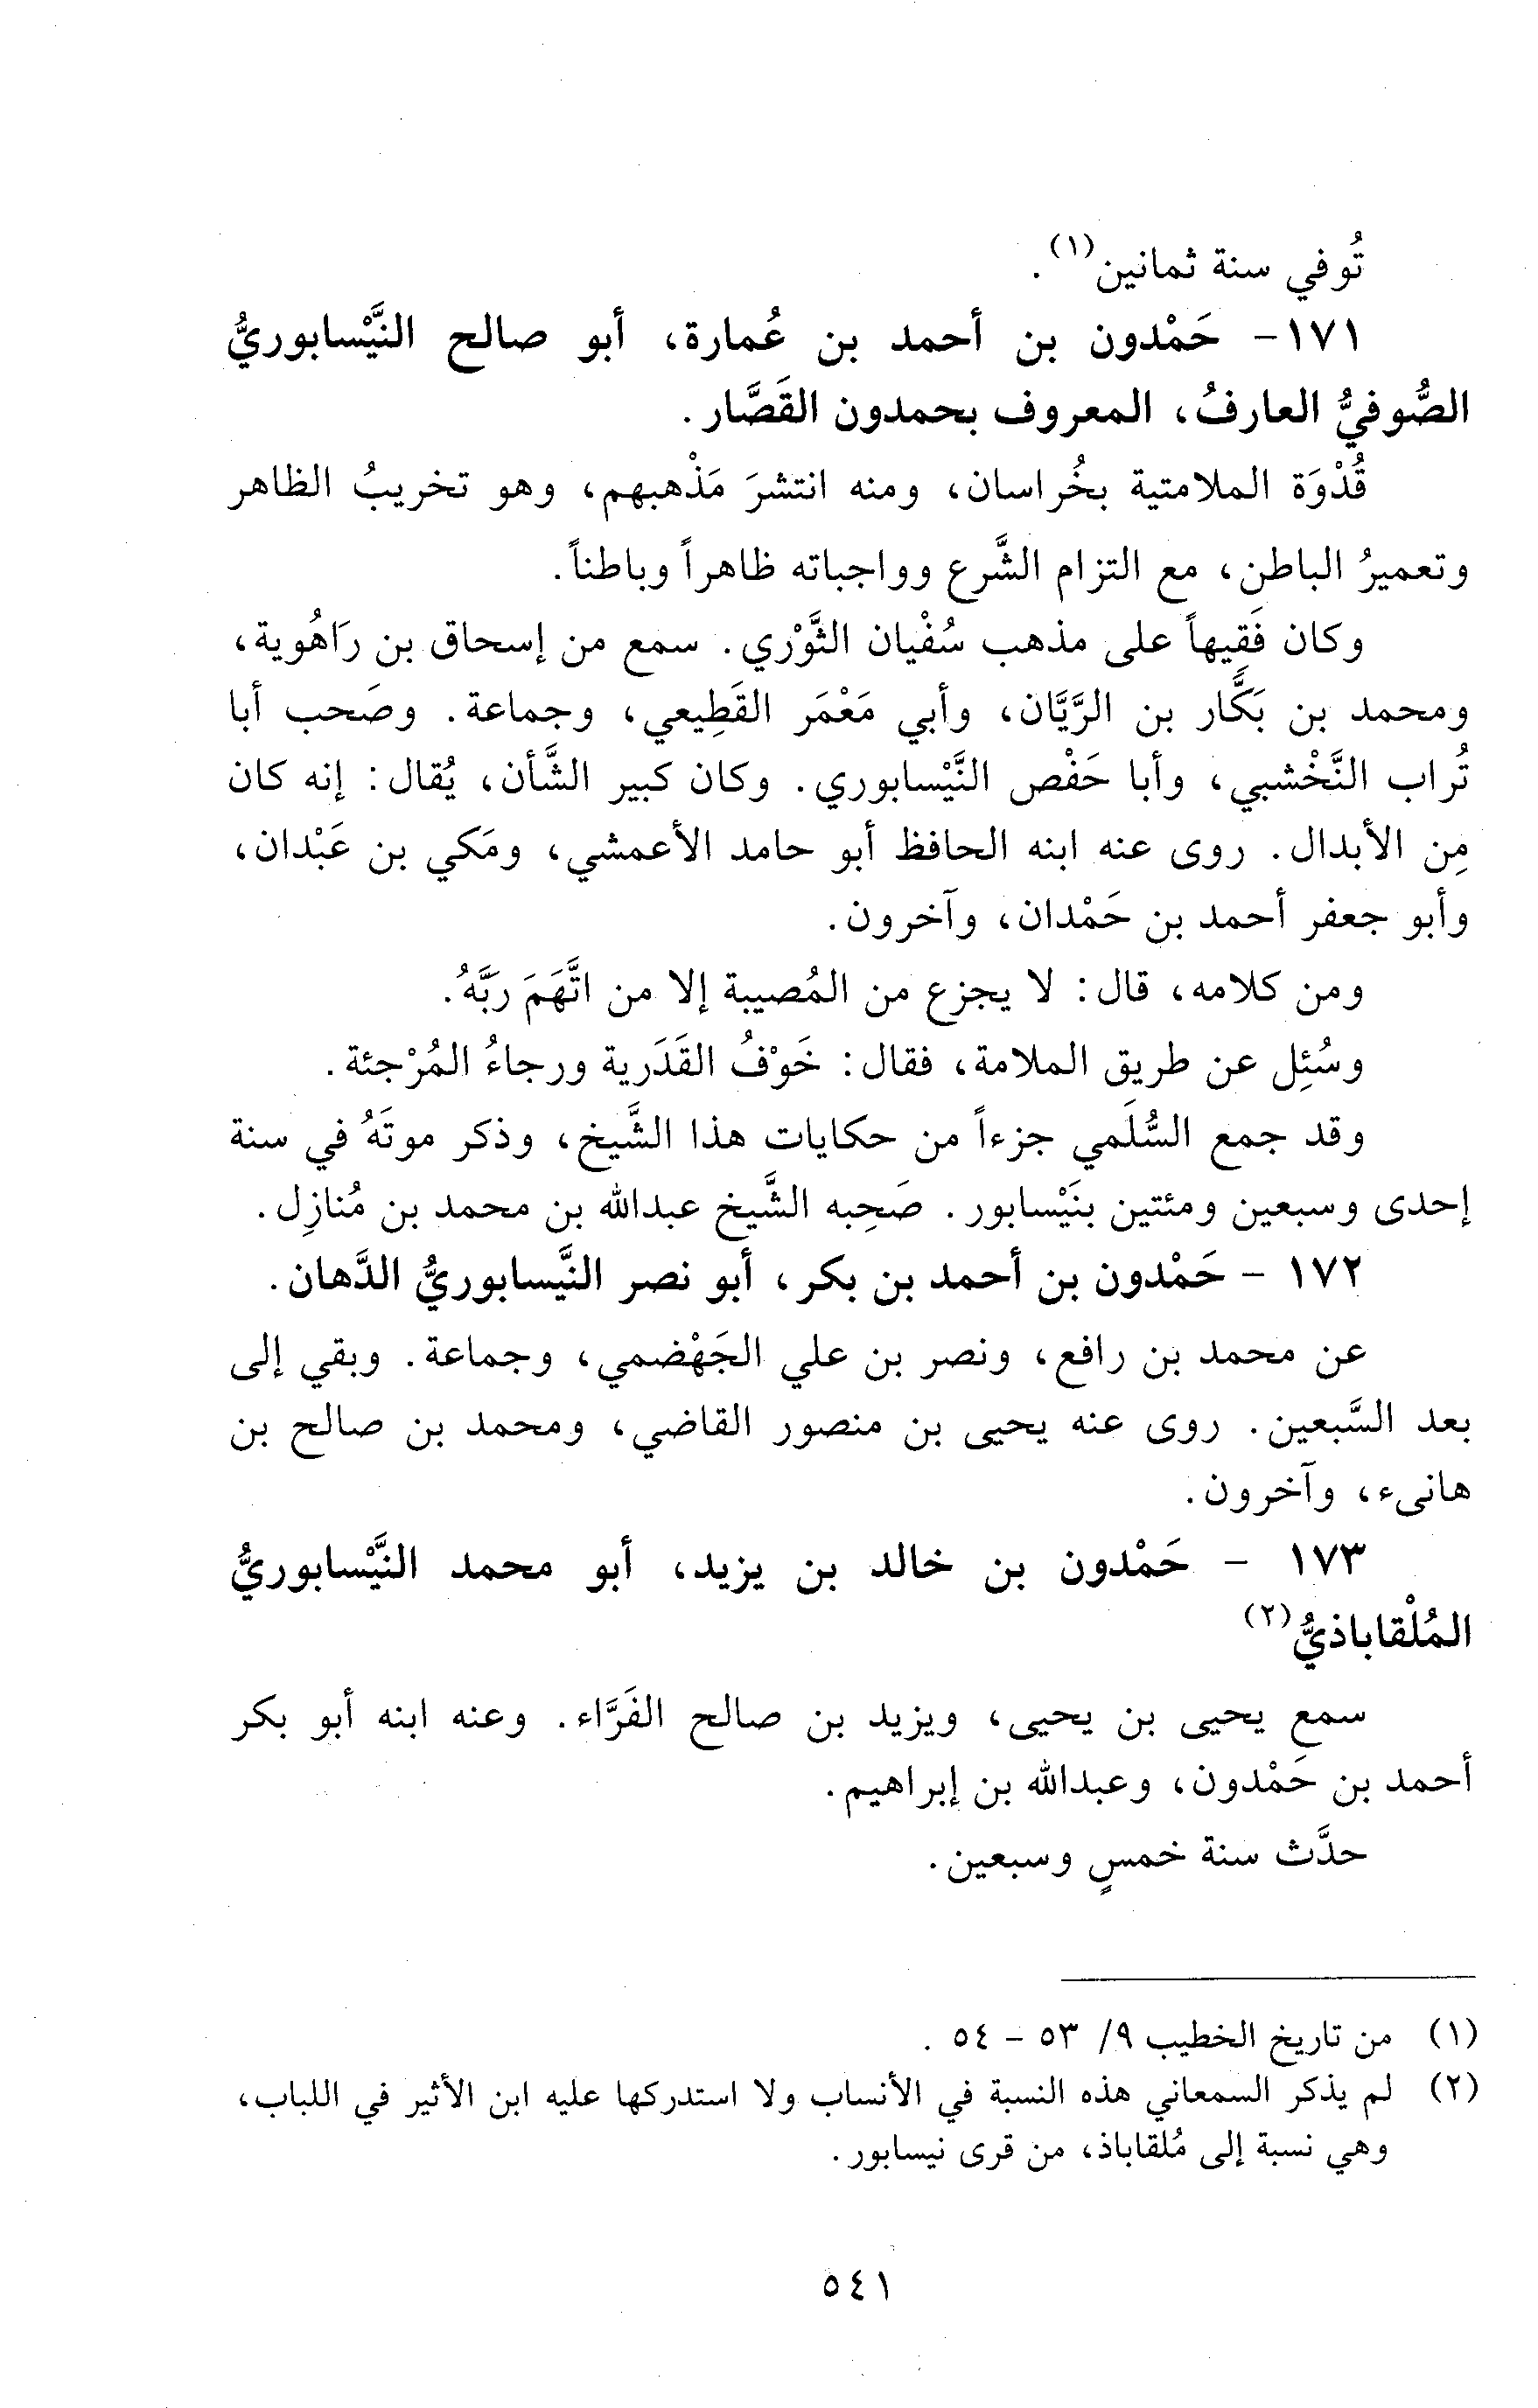 تُوفي سنة ثمانين(١).
١٧١- حَمْدون بن أحمد بن عُمارة، أبو صالح النَّيْسابوريُّ
الصُّوفيُّ العارفُ، المعروف بحمدون القَصَّار.
قُدْوَة الملامتية بخُراسان، ومنه انتشرَ مَذْهبهم، وهو تخريبُ الظاهر
وتعميرُ الباطن، مع التزام الشَّرع وواجباته ظاهراً وباطناً.
وكان فَقِيهاً على مذهب سُفْيان الثَّوْري. سمع من إسحاق بن رَاهُوية،
ومحمد بن بَكَّار بن الرَّيَّان، وأبي مَعْمَر القَطِيعي، وجماعة. وصَحب أبا
تُراب النَّخْشبي، وأبا حَفْص النَّيْسابوري. وكان كبير الشَّأن، يُقال: إنه كان
مِن الأبدال. روى عنه ابنه الحافظ أبو حامد الأعمشي، ومَكي بن عَبْدان،
وأبو جعفر أحمد بن حَمْدان، وآخرون.
ومن كلامه، قال: لا يجزع من المُصيبة إلا من اتَّهَمَ رَبَّهُ.
وسُئِل عن طريق الملامة، فقال: خَوْفُ القَدَرية ورجاءُ المُرْجئة.
وقد جمع السُّلَمي جزءاً من حكايات هذا الشَّيخ، وذكر موتَهُ في سنة
إحدى وسبعين ومئتين بنَيْسابور. صَحِبه الشَّيخ عبدالله بن محمد بن مُنازِل.
١٧٢ - حَمْدون بن أحمد بن بكر، أبو نصر النَّيسابوريُّ الدَّهان.
عن محمد بن رافع، ونصر بن علي الجَهْضمي، وجماعة. وبقي إلى
بعد السَّبعين. روى عنه يحيى بن منصور القاضي، ومحمد بن صالح بن
هانىء، وآخرون.
١٧٣ - حَمْدون بن خالد بن يزيد، أبو محمد النَّيْسابوريُّ
المُلْقاباذيُّ(٢)
سمع يحيى بن يحيى، ويزيد بن صالح الفَرَّاء. وعنه ابنه أبو بكر
أحمد بن حَمْدون، وعبدالله بن إبراهيم.
حدَّث سنة خمسٍ وسبعين.
(١) من تاريخ الخطيب ٩/ ٥٣ - ٥٤ .
(٢) لم يذكر السمعاني هذه النسبة في الأنساب ولا استدركها عليه ابن الأثير في اللباب،
وهي نسبة إلى مُلقاباذ، من قرى نيسابور.
٥٤١